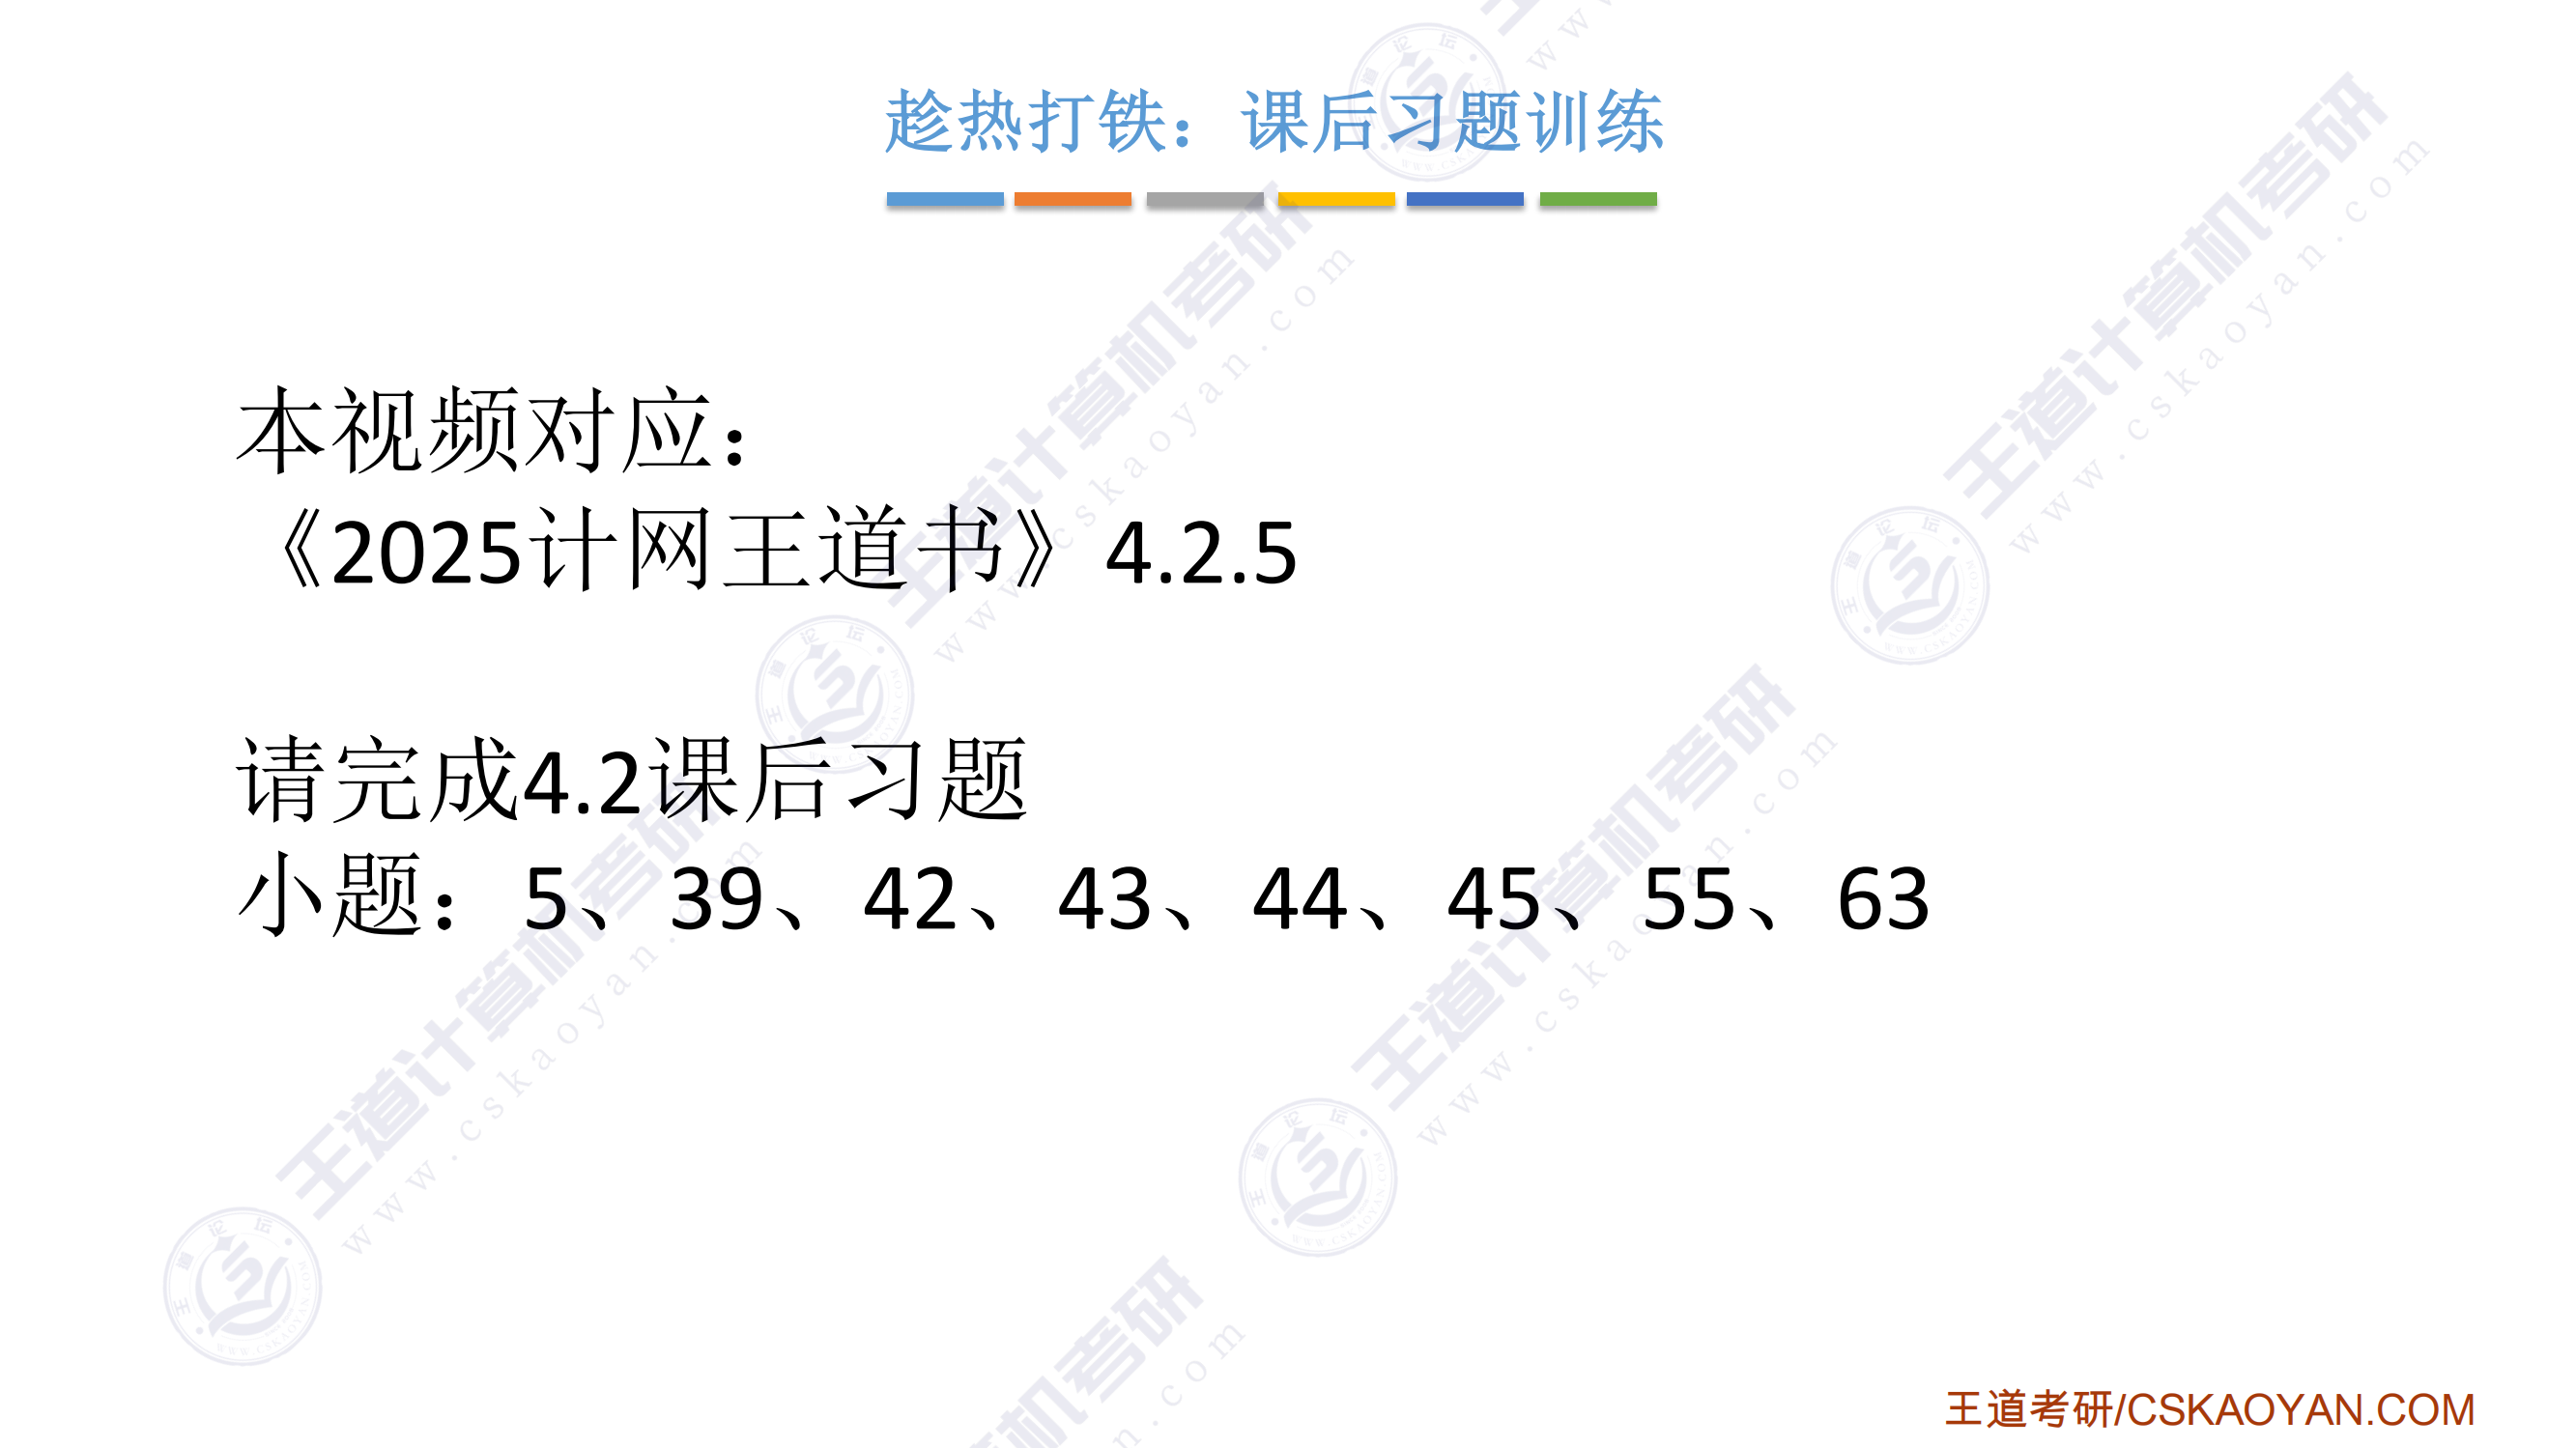 趁热打铁：课后习题训练
本视频对应：
《2025计网王道书》4.2.5
请完成4.2课后习题
小题：5、39、42、43、44、45、55、63
王道计算机考研
www.cskaoyan.com
王道考研/CSKAOYAN.COM